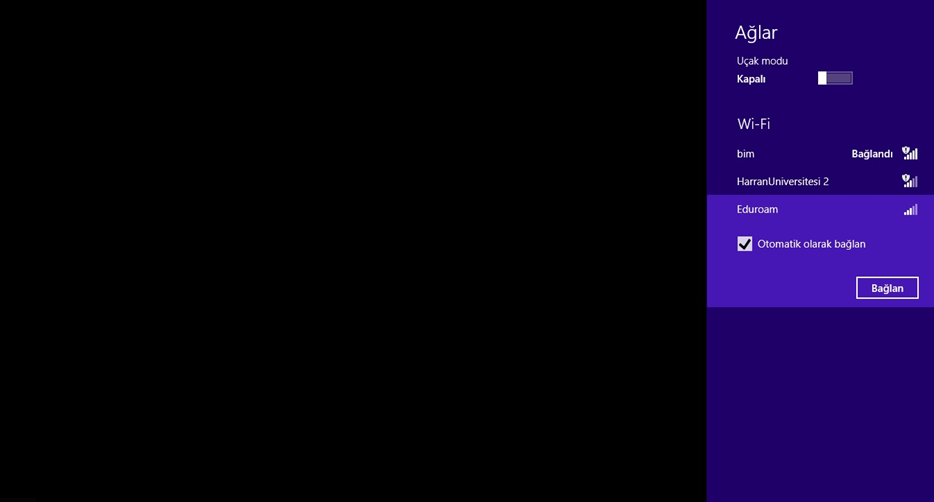 Ağlar
Uçak modu
Kapalı
Wi-Fi
bim Bağlandı
HarranUniversitesi 2
Eduroam
Otomatik olarak bağlan
Bağlan